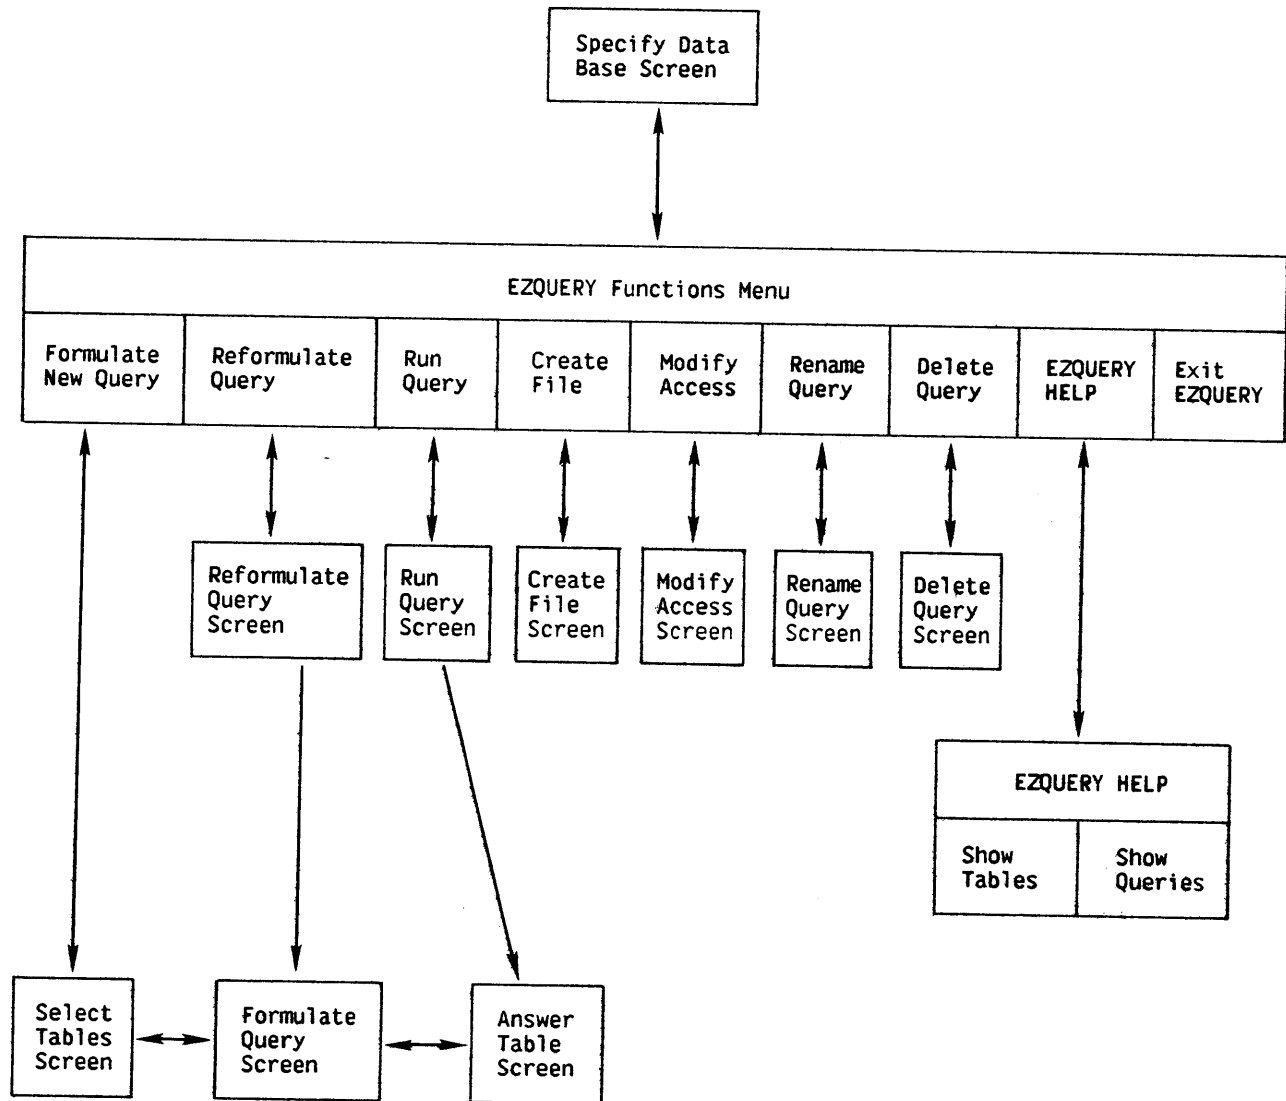 Specify Data
Base Screen
EZQUERY Functions Menu
Formulate
New Query
Reformulate
Query
Run
Query
Create
File
Modify
Access
Rename
Query
Delete
Query
EZQUERY
HELP
Exit
EZQUERY
Reformulate
Query
Screen
Run
Query
Screen
Create
File
Screen
Modify
Access
Screen
Rename
Query
Screen
Delete
Query
Screen
EZQUERY HELP
Show
Tables
Show
Queries
Select
Tables
Screen
Formulate
Query
Screen
Answer
Table
Screen